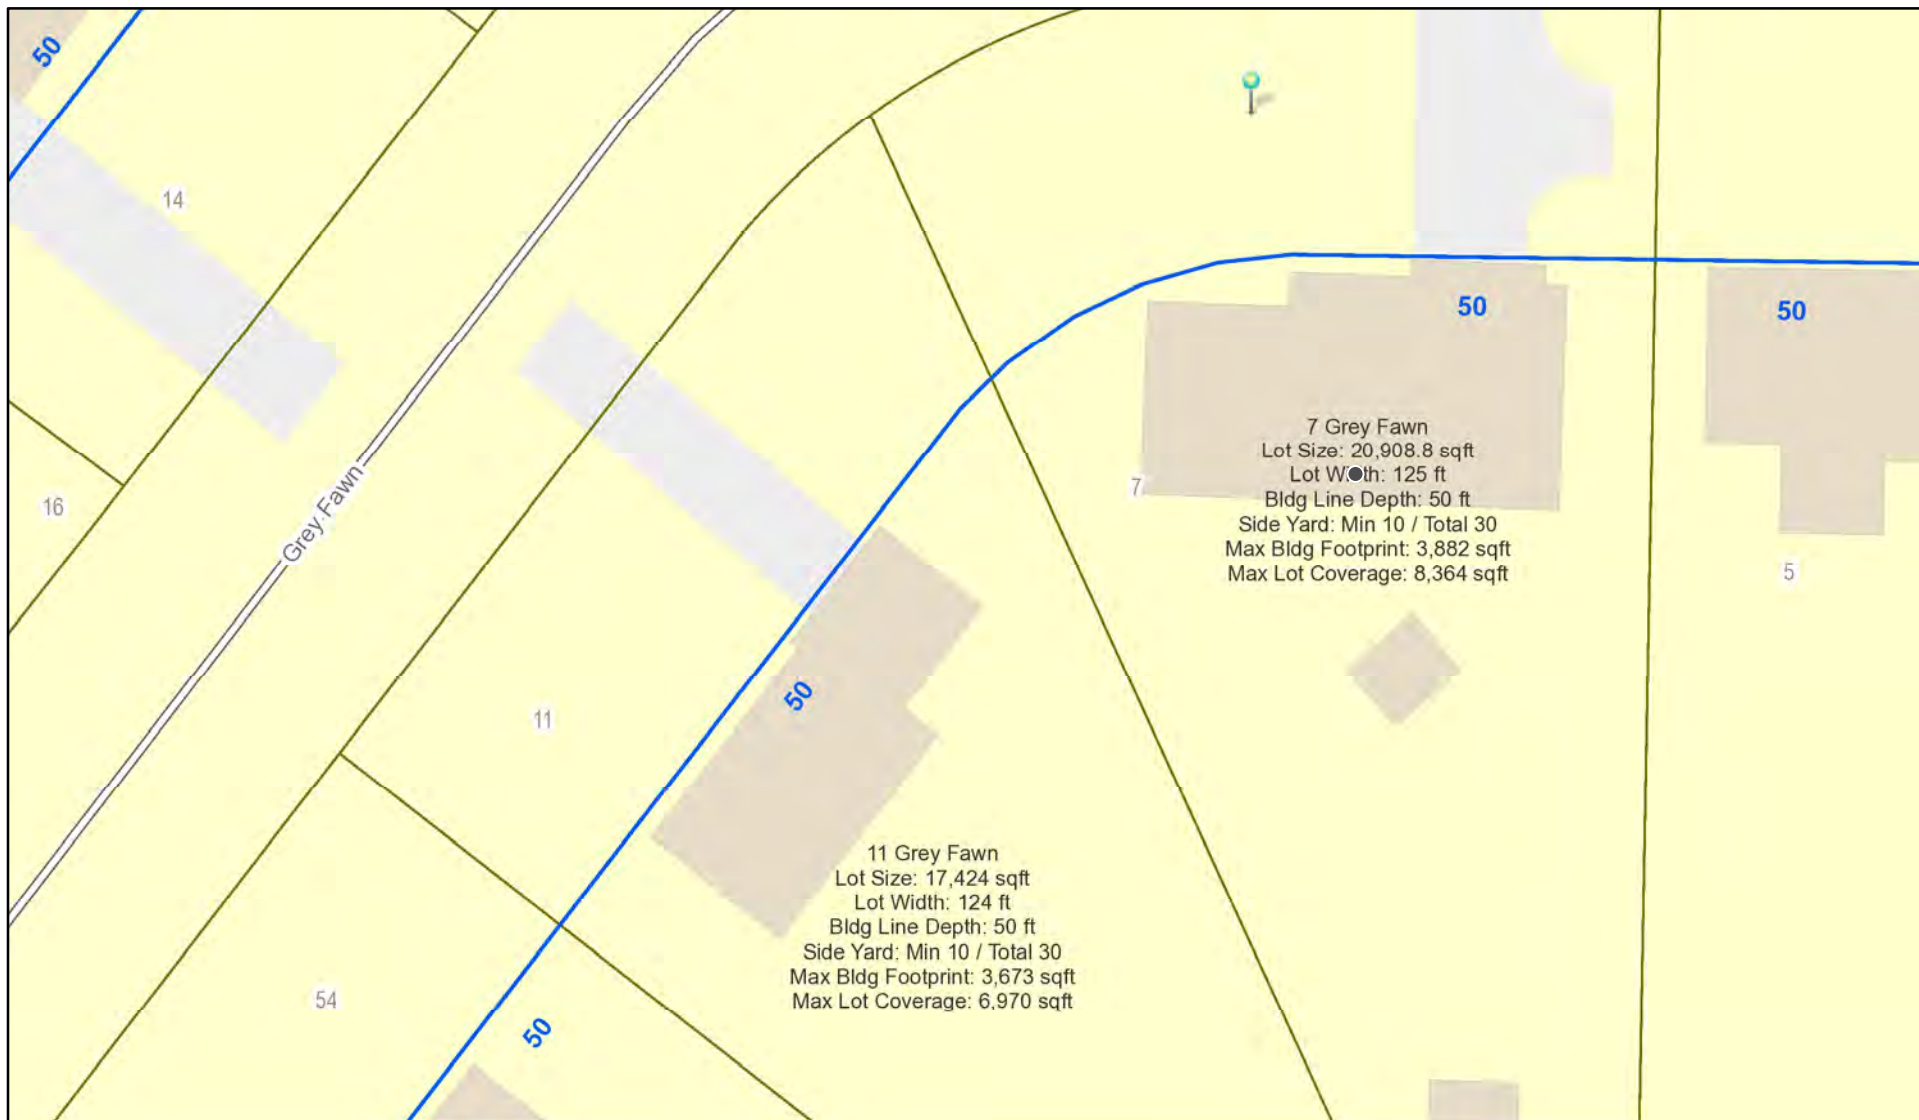 50
14
16
Grey Fawn
50
50
7 Grey Fawn
Lot Size: 20,908.8 sqft
Lot Width: 125 ft
Bldg Line Depth: 50 ft
Side Yard: Min 10 / Total 30
Max Bldg Footprint: 3,882 sqft
Max Lot Coverage: 8,364 sqft
7
5
50
11
11 Grey Fawn
Lot Size: 17,424 sqft
Lot Width: 124 ft
Bldg Line Depth: 50 ft
Side Yard: Min 10 / Total 30
Max Bldg Footprint: 3,673 sqft
Max Lot Coverage: 6,970 sqft
54
50